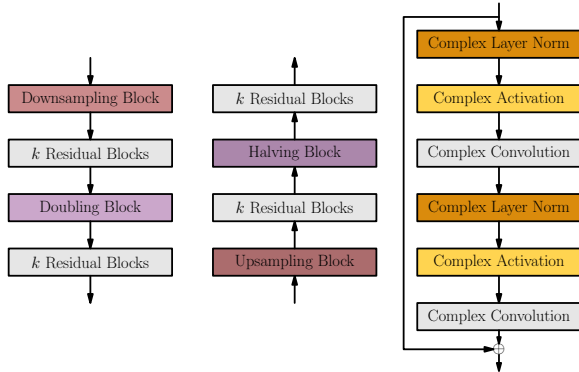 Downsampling Block
k Residual Blocks
Doubling Block
k Residual Blocks
k Residual Blocks
Halving Block
k Residual Blocks
Upsampling Block
Complex Layer Norm
Complex Activation
Complex Convolution
Complex Layer Norm
Complex Activation
Complex Convolution